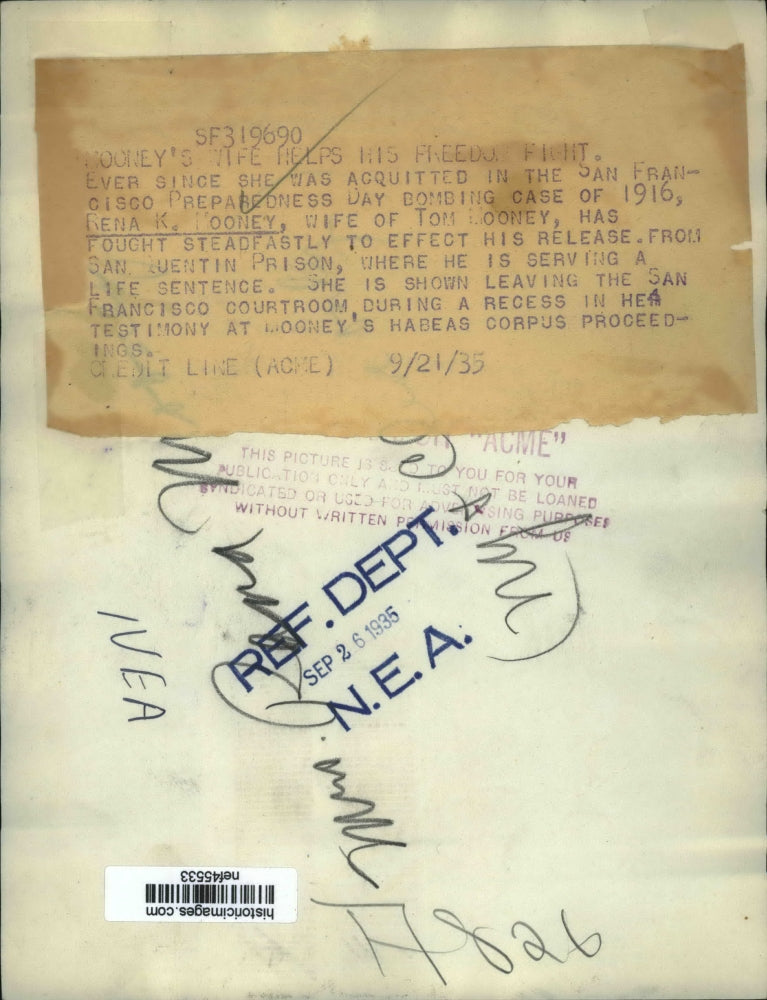 SF319690
MOONEY'S WIFE HELPS HIS FREEDOM FIGHT.
EVER SINCE SHE WAS ACQUITTED IN THE SAN FRAN-
CISCO PREPAREDNESS DAY BOMBING CASE OF 1916,
RENA K. MOONEY, WIFE OF TOM MOONEY, HAS
FOUGHT STEADFASTLY TO EFFECT HIS RELEASE.FROM
SAN QUENTIN PRISON, WHERE HE IS SERVING A
LIFE SENTENCE. SHE IS SHOWN LEAVING THE SAN
FRANCISCO COURTROOM DURING A RECESS IN HER
TESTIMONY AT MOONEY'S HABEAS CORPUS PROCEED-
INGS.
CREDIT LINE (ACME) 9/21/35
"ACME"
THIS PICTURE IS SOLD TO YOU FOR YOUR
PUBLICATION ONLY AND MUST NOT BE LOANED
SYNDICATED OR USED FOR ADVERTISING PURPOSES
WITHOUT WRITTEN PERMISSION FROM US
REF. DEPT.
SEP 26 1935
N.E.A.
NEA
historicimages.com
nef45533